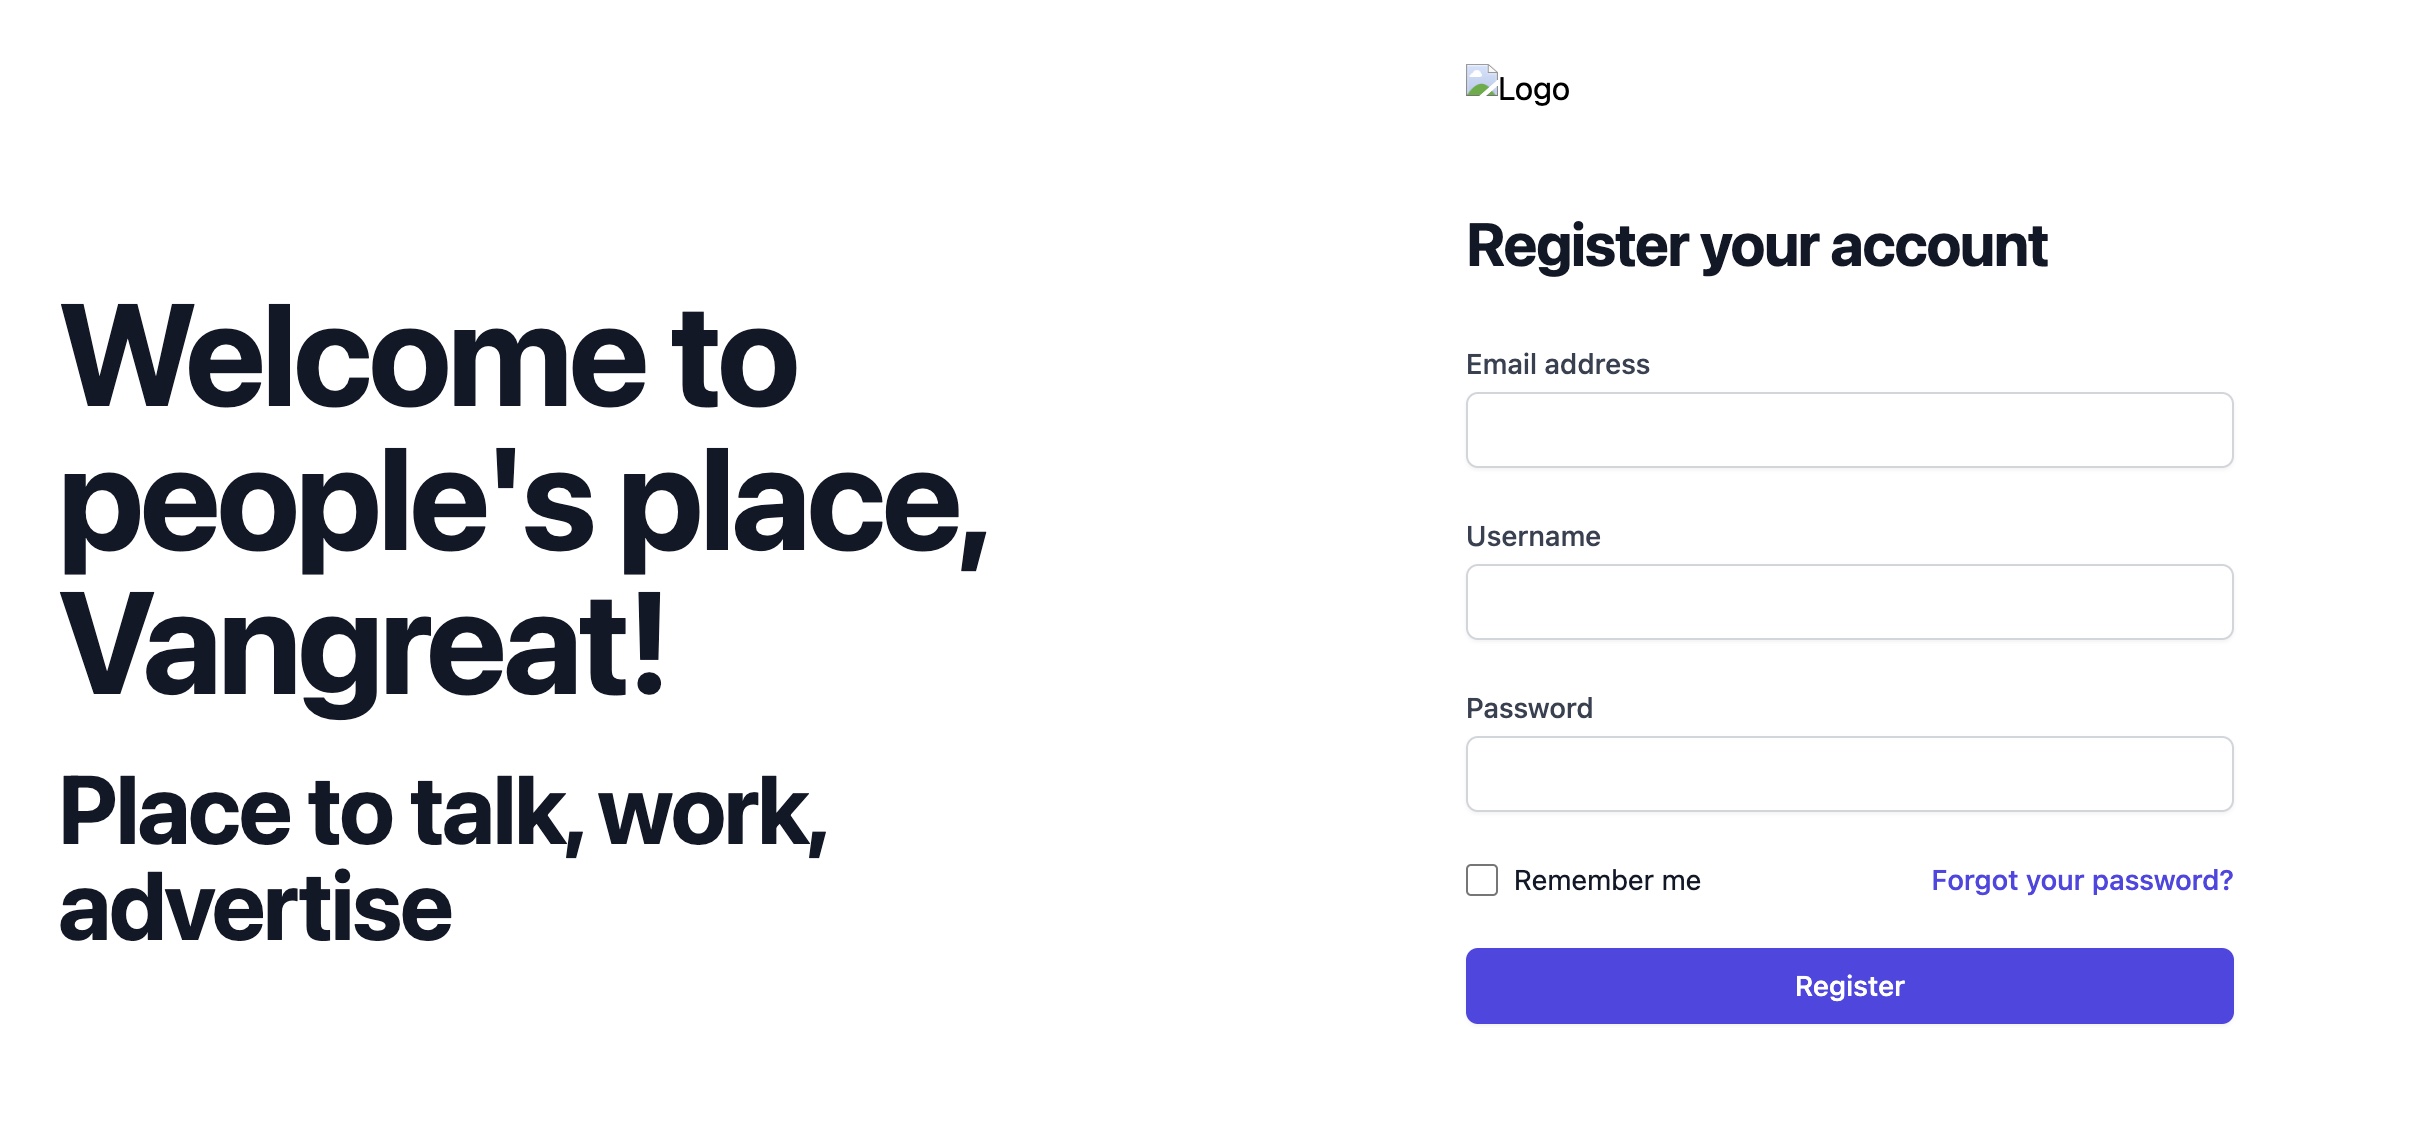 Logo
Register your account
Welcome to
people's place,
Vangreat!
Place to talk, work,
advertise
Email address
Username
Password
Remember me
Forgot your password?
Register